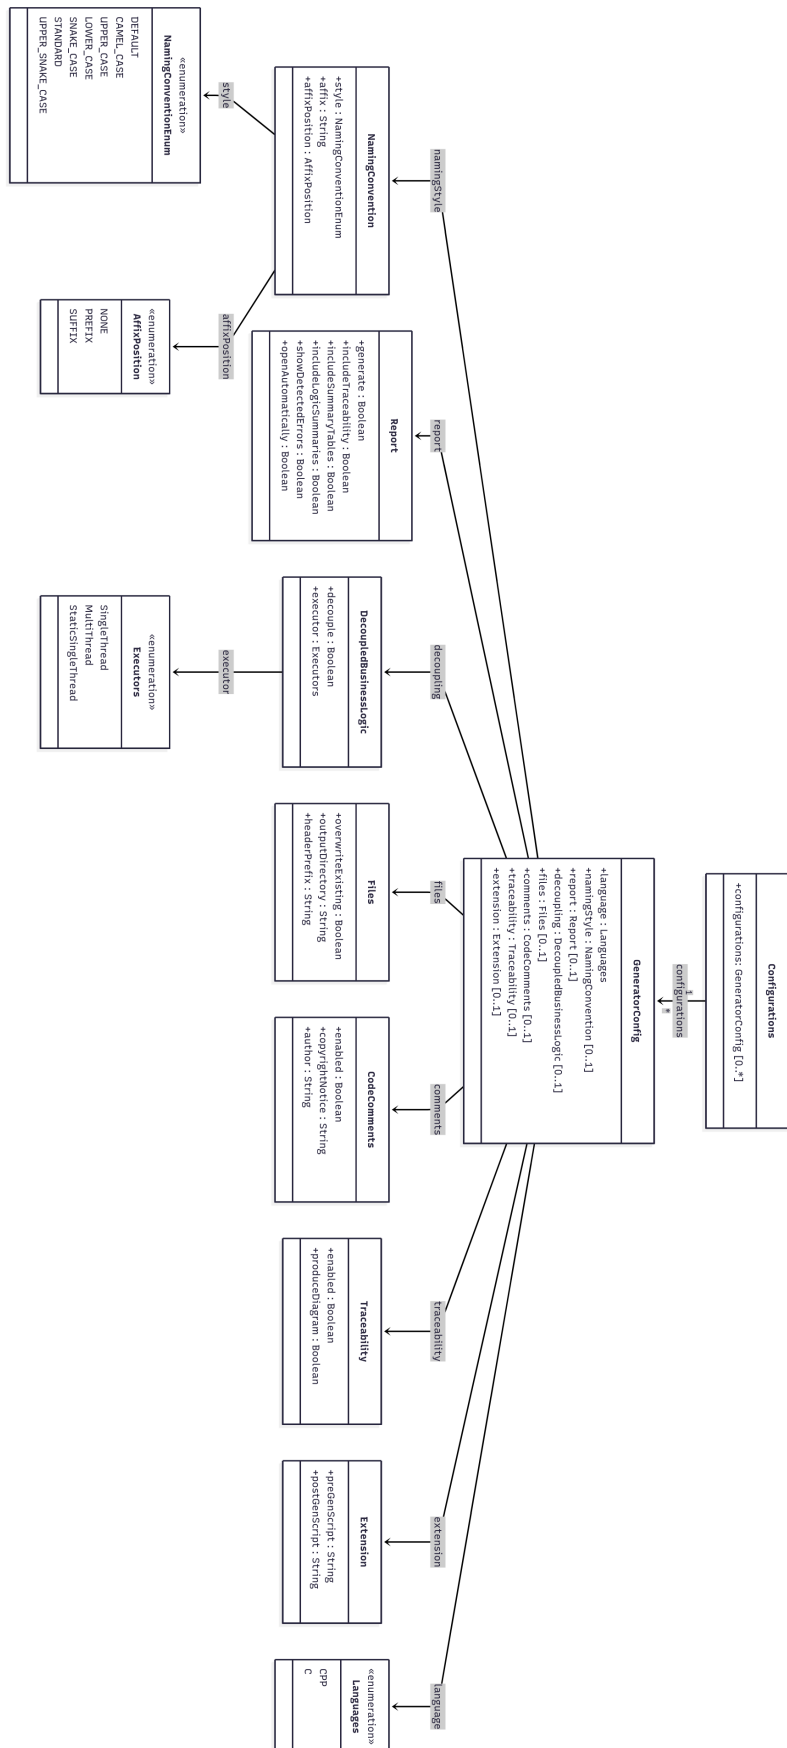 Configurations
+configurations: GeneratorConfig [0..*]
1
configurations
*
GeneratorConfig
+language : Languages
+namingStyle : NamingConvention [0..1]
+report : Report [0..1]
+decoupling : DecoupledBusinessLogic [0..1]
+files : Files [0..1]
+comments : CodeComments [0..1]
+traceability : Traceability [0..1]
+extension : Extension [0..1]
namingStyle
report
decoupling
files
comments
traceability
extension
language
NamingConvention
+style : NamingConventionEnum
+affix : String
+affixPosition : AffixPosition
Report
+generate : Boolean
+includeTraceability : Boolean
+includeSummaryTables : Boolean
+includeLogicSummaries : Boolean
+showDetectedErrors : Boolean
+openAutomatically : Boolean
DecoupledBusinessLogic
+decouple : Boolean
+executor : Executors
Files
+overwriteExisting : Boolean
+outputDirectory : String
+headerPrefix : String
CodeComments
+enabled : Boolean
+copyrightNotice : String
+author : String
Traceability
+enabled : Boolean
+produceDiagram : Boolean
Extension
+preGenScript : String
+postGenScript : String
«enumeration»
Languages
CPP
C
style
affixPosition
executor
«enumeration»
NamingConventionEnum
DEFAULT
CAMEL_CASE
UPPER_CASE
LOWER_CASE
SNAKE_CASE
STANDARD
UPPER_SNAKE_CASE
«enumeration»
AffixPosition
NONE
PREFIX
SUFFIX
«enumeration»
Executors
SingleThread
MultiThread
StaticSingleThread